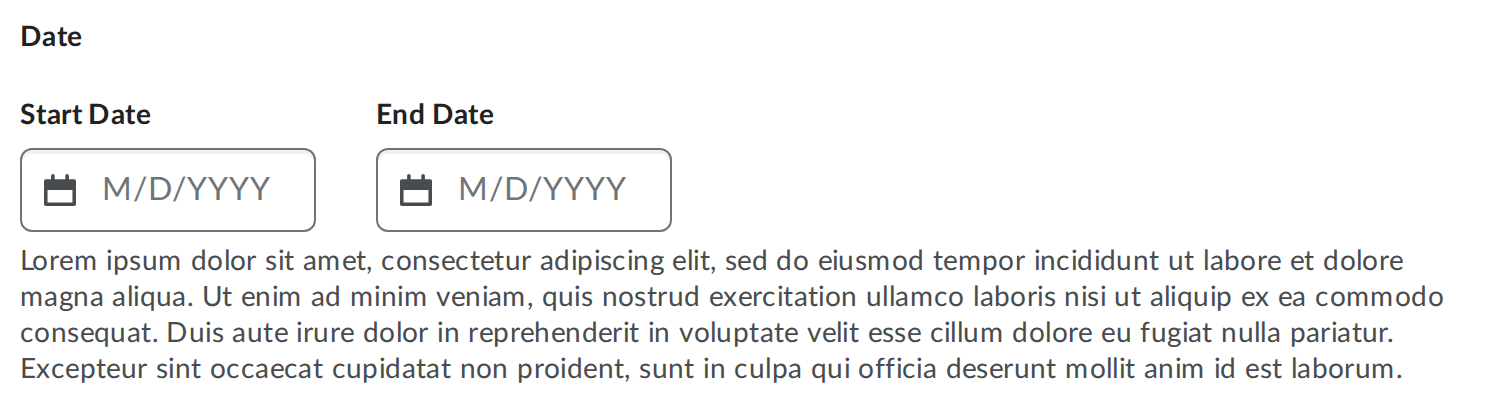 Date
Start Date End Date
M/D/YYYY M/D/YYYY
Lorem ipsum dolor sit amet, consectetur adipiscing elit, sed do eiusmod tempor incididunt ut labore et dolore
magna aliqua. Ut enim ad minim veniam, quis nostrud exercitation ullamco laboris nisi ut aliquip ex ea commodo
consequat. Duis aute irure dolor in reprehenderit in voluptate velit esse cillum dolore eu fugiat nulla pariatur.
Excepteur sint occaecat cupidatat non proident, sunt in culpa qui officia deserunt mollit anim id est laborum.